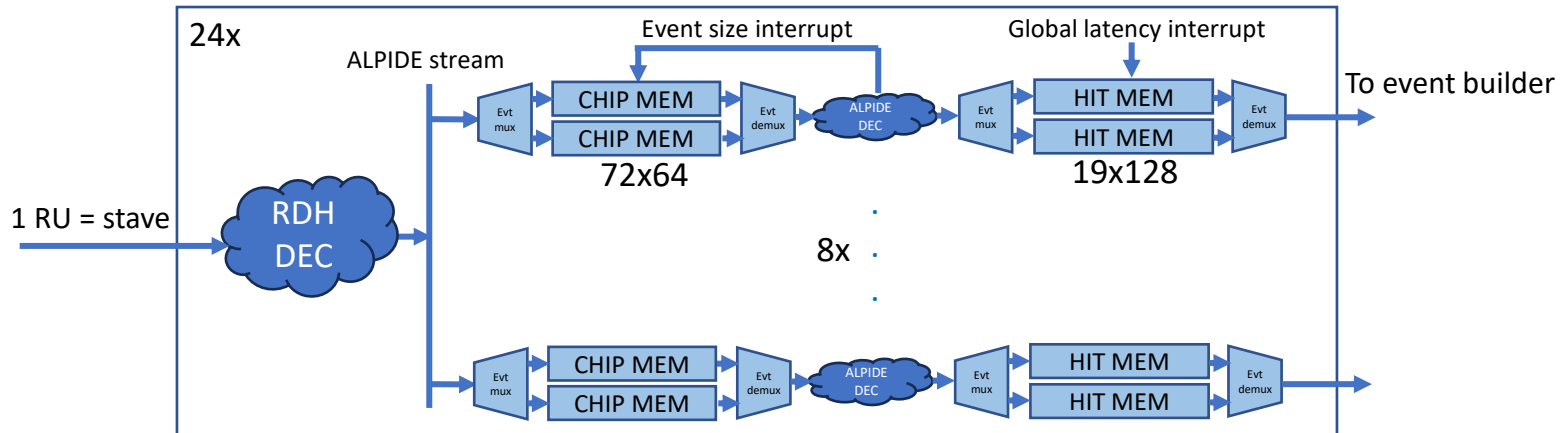 24x
Event size interrupt
Global latency interrupt
ALPIDE stream
To event builder
Evt
mux
CHIP MEM
CHIP MEM
72x64
Evt
demux
ALPIDE
DEC
Evt
mux
HIT MEM
HIT MEM
19x128
Evt
demux
1 RU = stave
RDH
DEC
8x
Evt
mux
CHIP MEM
CHIP MEM
Evt
demux
ALPIDE
DEC
Evt
mux
HIT MEM
HIT MEM
Evt
demux